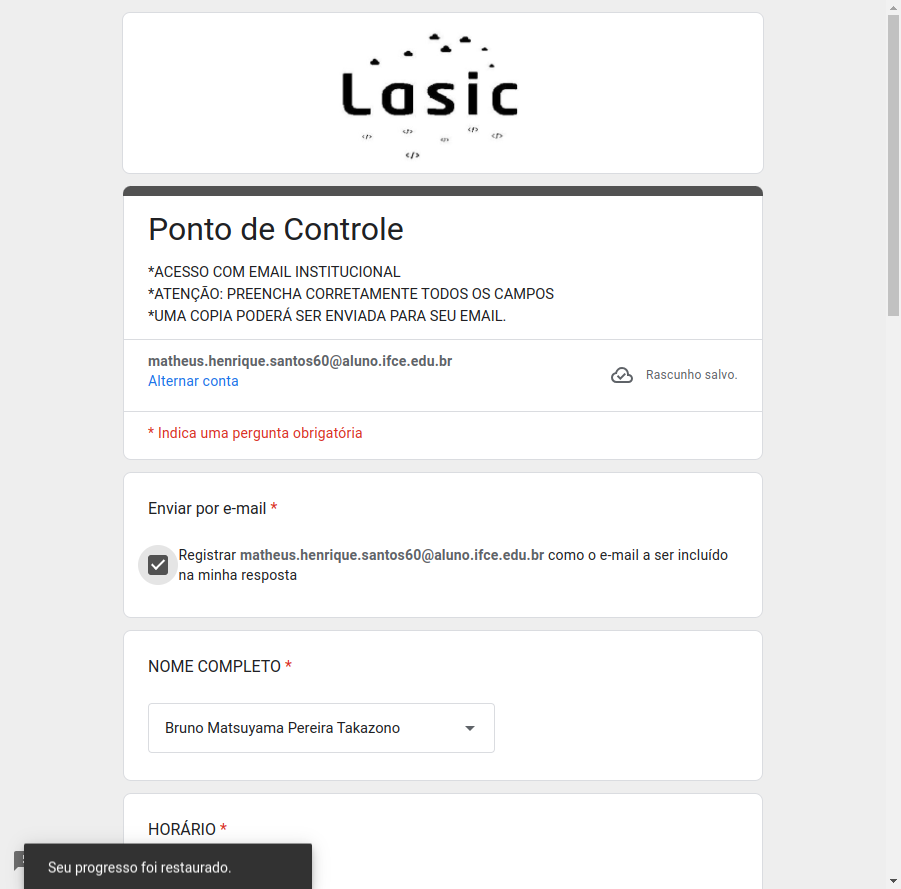 Lasic
</>
</>
</>
</>
</>
</>
Ponto de Controle
*ACESSO COM EMAIL INSTITUCIONAL
*ATENÇÃO: PREENCHA CORRETAMENTE TODOS OS CAMPOS
*UMA COPIA PODERÁ SER ENVIADA PARA SEU EMAIL.
matheus.henrique.santos60@aluno.ifce.edu.br
Alternar conta
Rascunho salvo.
* Indica uma pergunta obrigatória
Enviar por e-mail *
Registrar matheus.henrique.santos60@aluno.ifce.edu.br como o e-mail a ser incluído
na minha resposta
NOME COMPLETO *
Bruno Matsuyama Pereira Takazono
HORÁRIO *
Seu progresso foi restaurado.